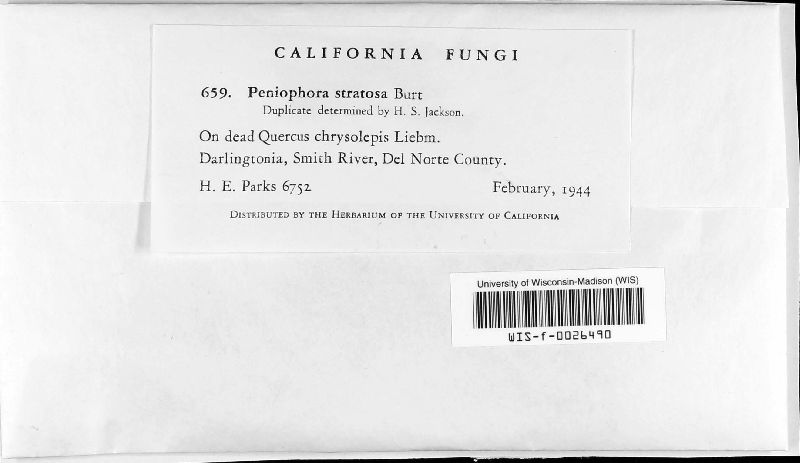 CALIFORNIA FUNGI
659. Peniophora stratosa Burt
Duplicate determined by H. S. Jackson.
On dead Quercus chrysolepis Liebm.
Darlingtonia, Smith River, Del Norte County.
H. E. Parks 6752 February, 1944
Distributed by the Herbarium of the University of California
University of Wisconsin-Madison (WIS)
WIS-f-0026490